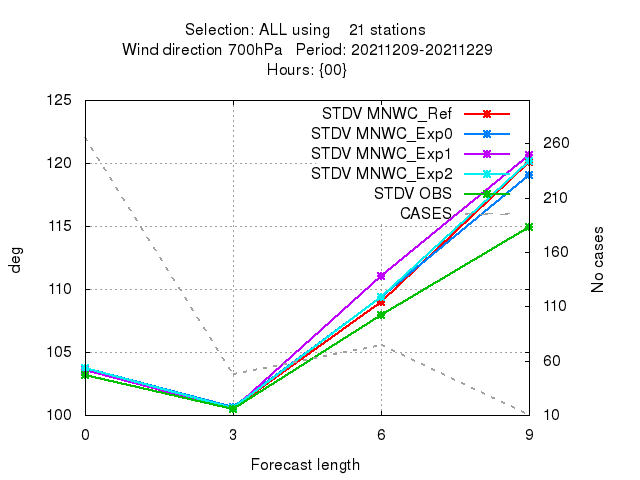 Selection: ALL using 21 stations
Wind direction 700hPa Period: 20211209-20211229
Hours: {00}
STDV MNWC_Ref
STDV MNWC_Exp0
STDV MNWC_Exp1
STDV MNWC_Exp2
STDV OBS
CASES
125
120
115
110
105
100
deg
260
210
160
110
60
10
No cases
0 3 6 9
Forecast length